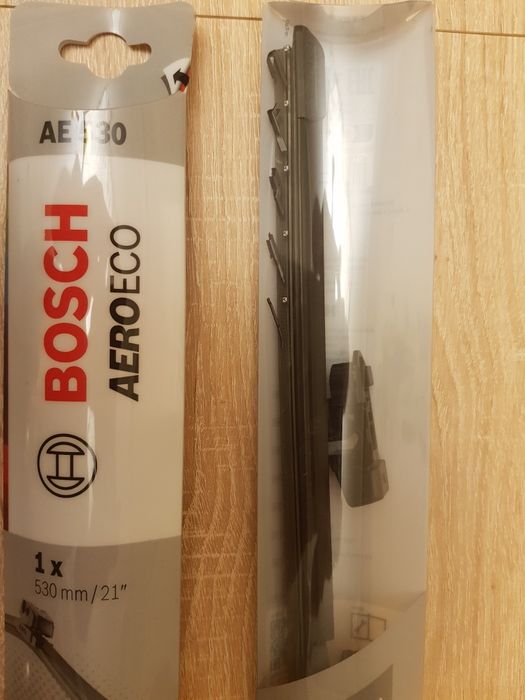 AE 530
BOSCH
AEROECO
1 x
530 mm/21"